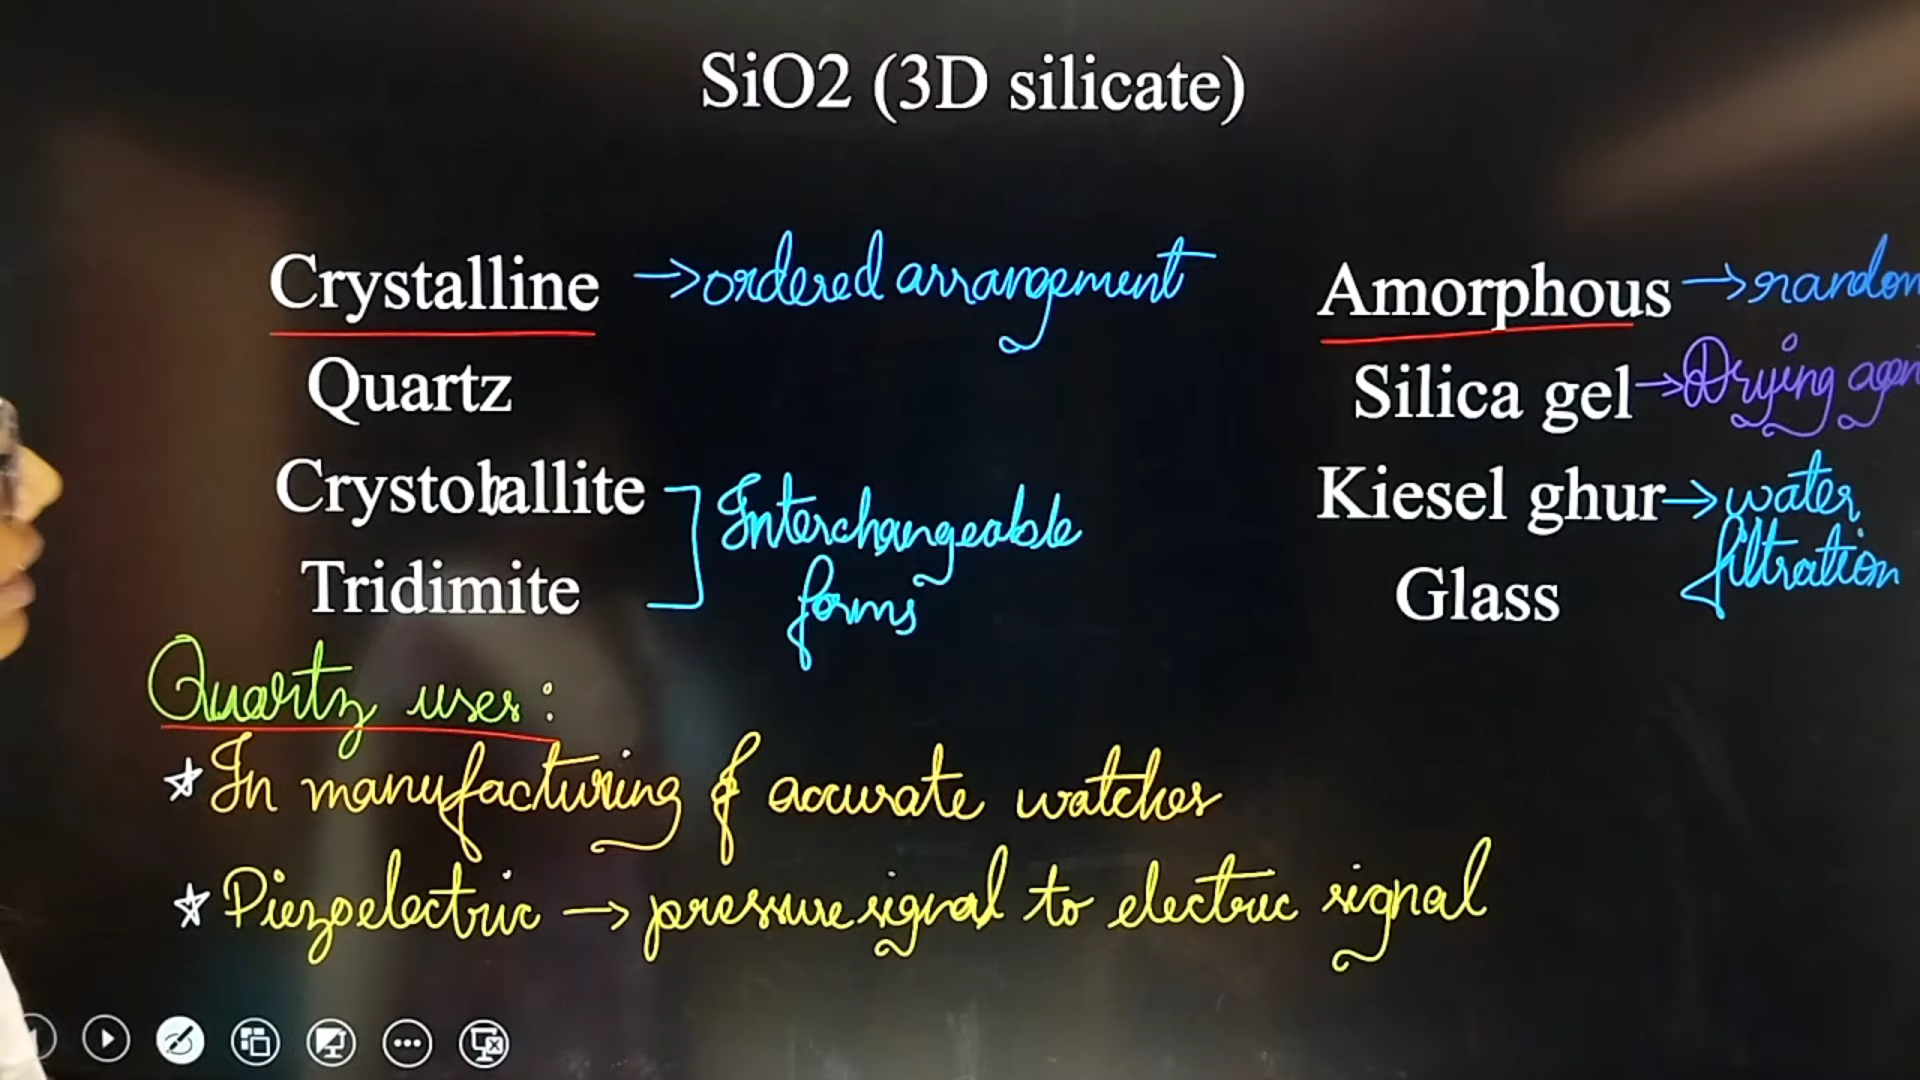 SiO2 (3D silicate)
Crystalline →ordered arrangement
Quartz
Crystoballite
Tridimite
Interchangeable
forms
Amorphous →random
Silica gel→Drying agen
Kiesel ghur→water
filtration
Glass
Quartz uses:
☆In manufacturing of accurate watches
☆Piezoelectric → pressure signal to electric signal